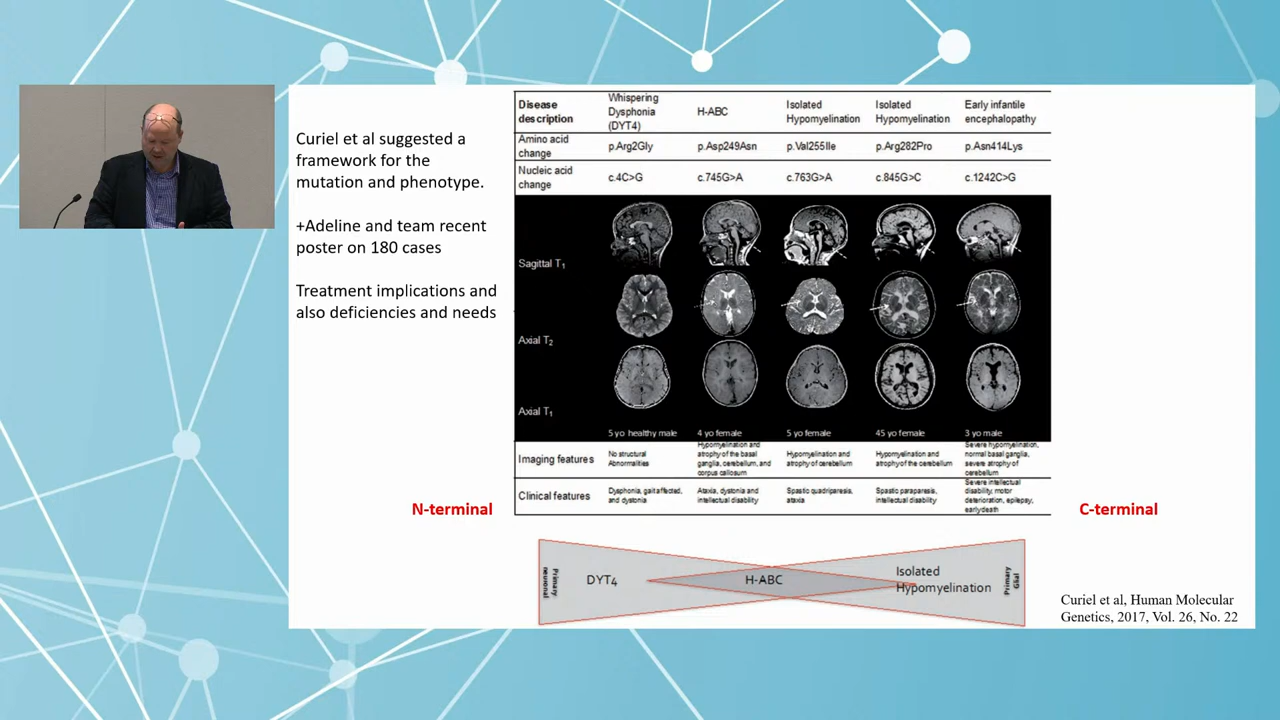 Curiel et al suggested a
framework for the
mutation and phenotype.
+Adeline and team recent
poster on 180 cases
Treatment implications and
also deficiencies and needs
Disease description
Whispering Dysphonia (DYT4)
H-ABC
Isolated Hypomyelination
Isolated Hypomyelination
Early infantile encephalopathy
Amino acid change
p.Arg2Gly
p.Asp249Asn
p.Val255Ile
p.Arg282Pro
p.Asn414Lys
Nucleic acid change
c.4C>G
c.745G>A
c.763G>A
c.845G>C
c.1242C>G
Sagittal T1
Axial T2
Axial T1
5 yo healthy male
4 yo female
5 yo female
45 yo female
3 yo male
Imaging features
No structural Abnormalities
Hypomyelination and atrophy of the basal ganglia, cerebellum, and corpus callosum
Hypomyelination and atrophy of cerebellum
Hypomyelination and atrophy of the cerebellum
Severe hypomyelination, normal basal ganglia, severe atrophy of cerebellum
Clinical features
Dysphonia, gait affected, and dystonia
Ataxia, dystonia and intellectual disability
Spastic quadriparesis, ataxia
Spastic paraparesis, intellectual disability
Severe intellectual disability, motor deterioration, epilepsy, early death
N-terminal
C-terminal
Primary neuronal
DYT4
H-ABC
Isolated
Hypomyelination
Primary Glial
Curiel et al, Human Molecular
Genetics, 2017, Vol. 26, No. 22